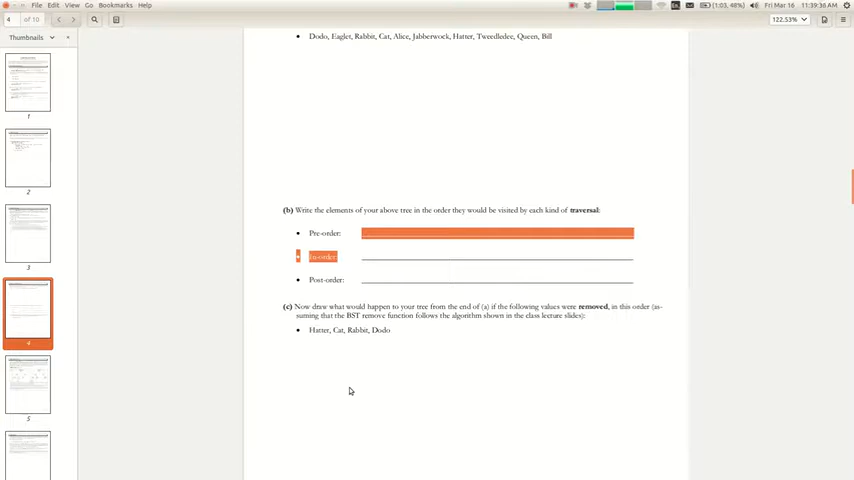 File Edit View Go Bookmarks Help
En
(1:03, 48%)
Fri Mar 16 11:39:36 AM
4 of 10
122.53%
Thumbnails
1
2
3
4
5
• Dodo, Eaglet, Rabbit, Cat, Alice, Jabberwock, Hatter, Tweedledee, Queen, Bill
(b) Write the elements of your above tree in the order they would be visited by each kind of traversal:
• Pre-order:
• In-order:
• Post-order:
(c) Now draw what would happen to your tree from the end of (a) if the following values were removed, in this order (as-
suming that the BST remove function follows the algorithm shown in the class lecture slides):
• Hatter, Cat, Rabbit, Dodo